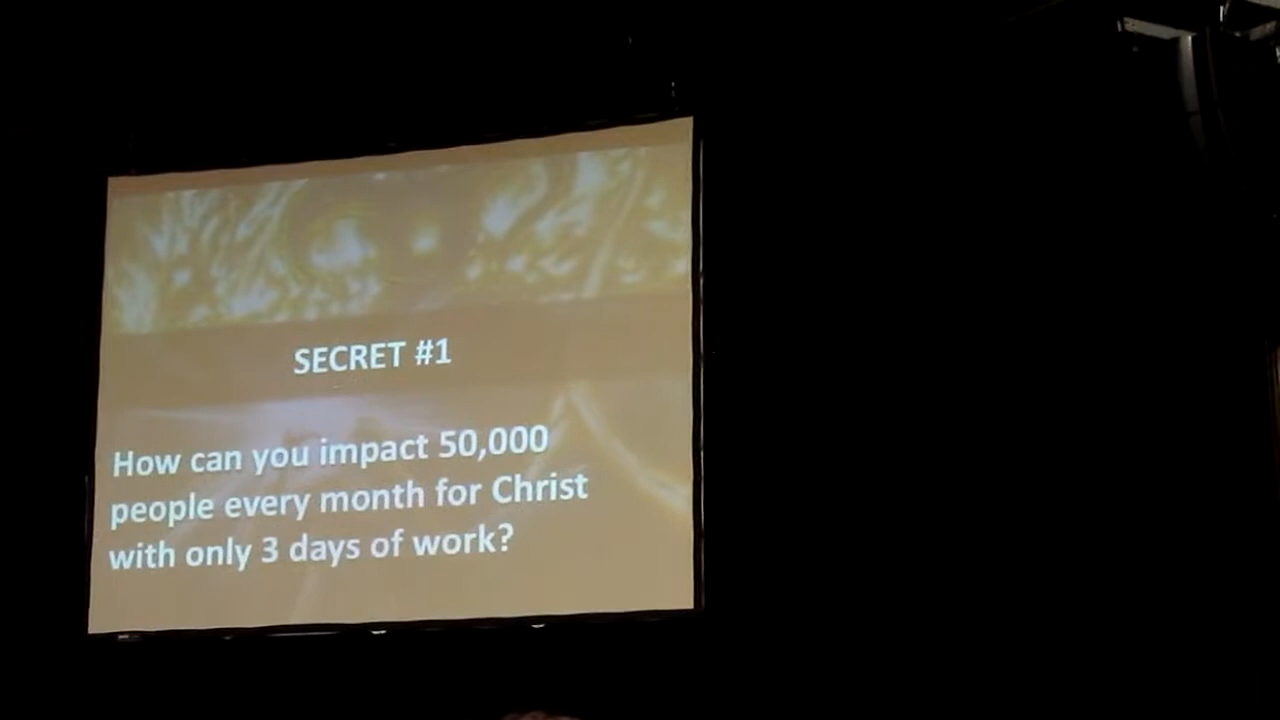 SECRET #1
How can you impact 50,000
people every month for Christ
with only 3 days of work?